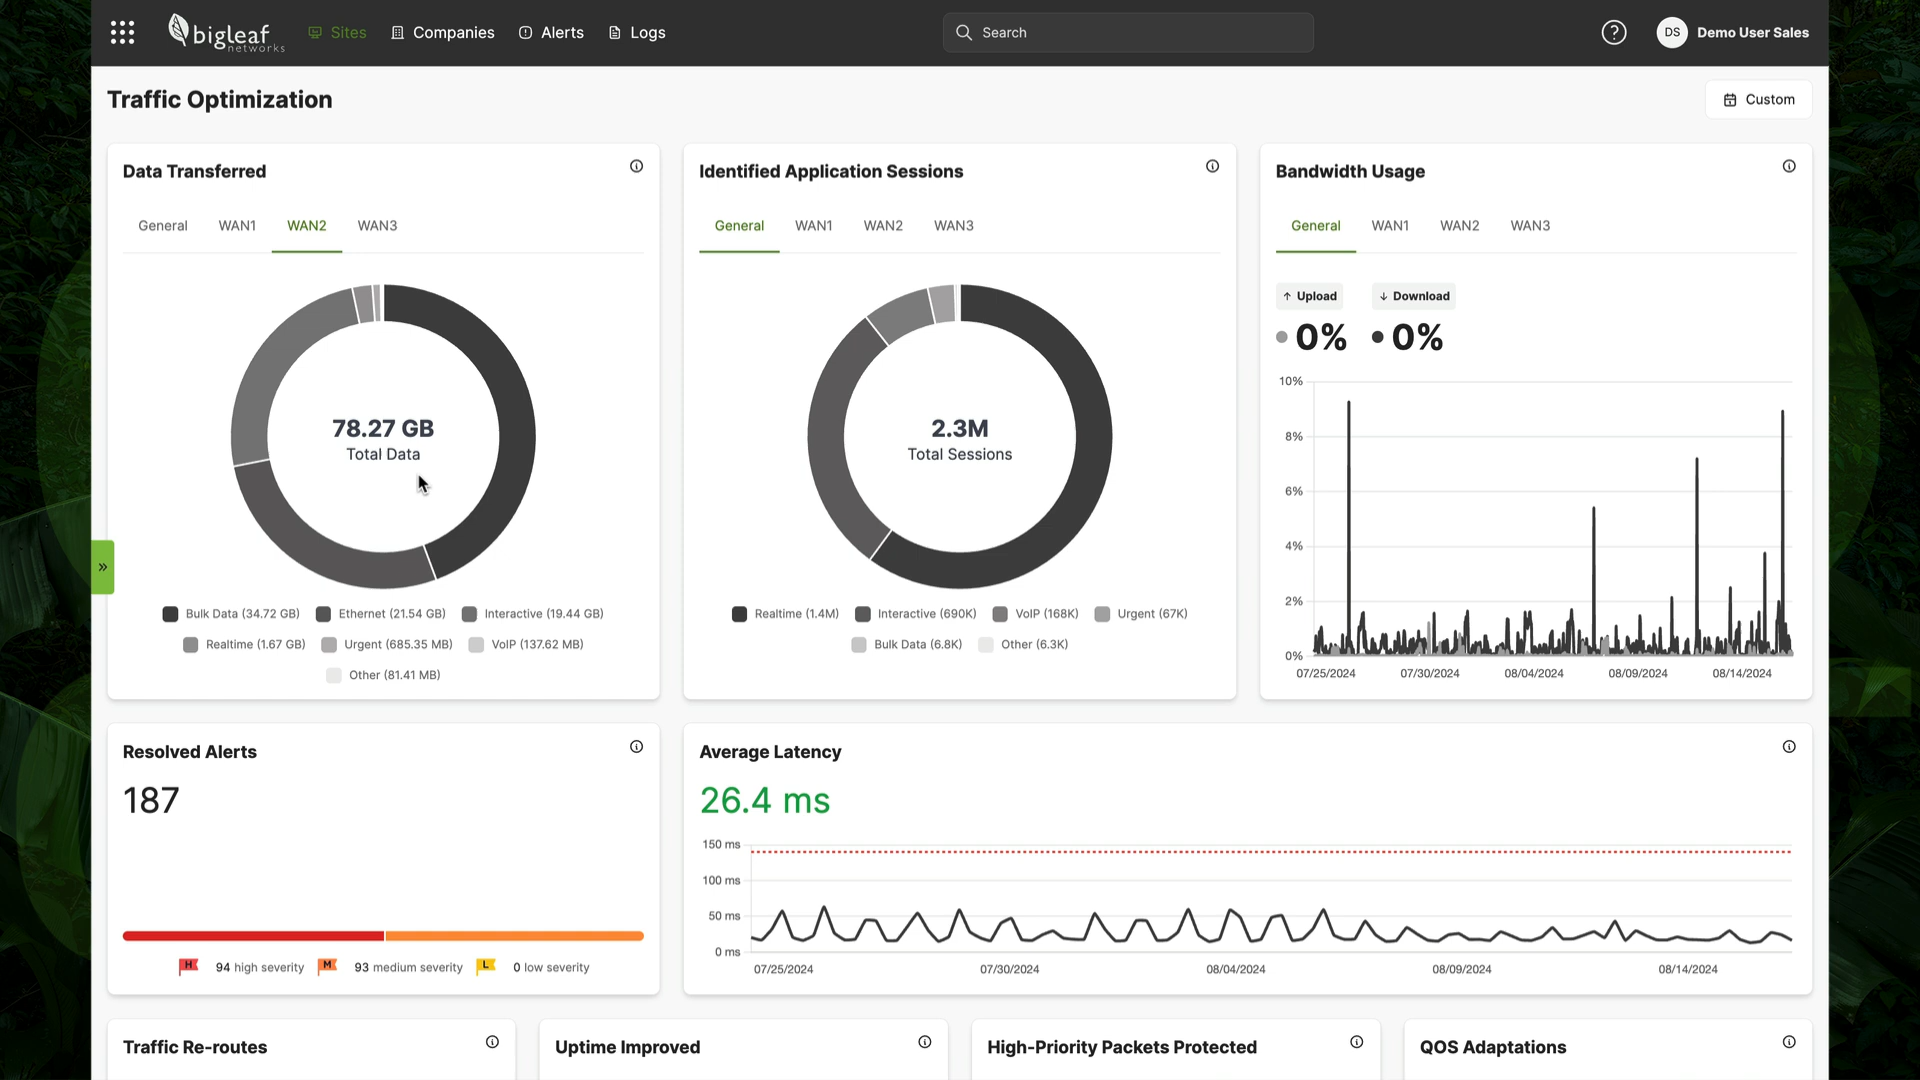 bigleaf
networks
Sites
Companies
Alerts
Logs
Search
?
DS
Demo User Sales
Traffic Optimization
Custom
Data Transferred
General WAN1 WAN2 WAN3
78.27 GB
Total Data
Bulk Data (34.72 GB) Ethernet (21.54 GB) Interactive (19.44 GB)
Realtime (1.67 GB) Urgent (685.35 MB) VoIP (137.62 MB)
Other (81.41 MB)
Identified Application Sessions
General WAN1 WAN2 WAN3
2.3M
Total Sessions
Realtime (1.4M) Interactive (690K) VoIP (168K) Urgent (67K)
Bulk Data (6.8K) Other (6.3K)
Bandwidth Usage
General WAN1 WAN2 WAN3
↑ Upload ↓ Download
0% 0%
10%
8%
6%
4%
2%
0%
07/25/2024 07/30/2024 08/04/2024 08/09/2024 08/14/2024
Resolved Alerts
187
H 94 high severity M 93 medium severity L 0 low severity
Average Latency
26.4 ms
150 ms
100 ms
50 ms
0 ms
07/25/2024 07/30/2024 08/04/2024 08/09/2024 08/14/2024
Traffic Re-routes
Uptime Improved
High-Priority Packets Protected
QOS Adaptations